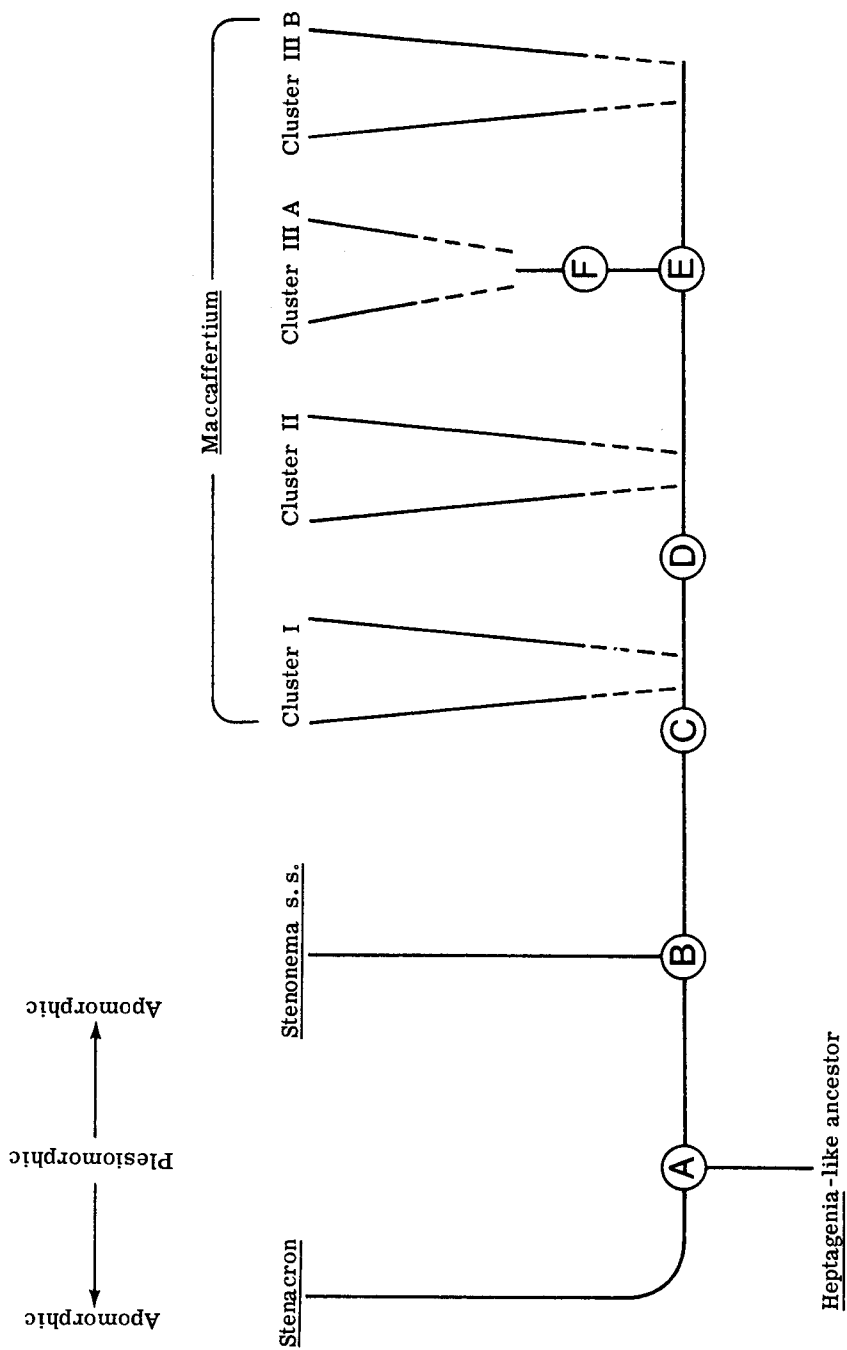 Apomorphic
Plesiomorphic
Apomorphic
Maccaffertium
Stenacron
Stenonema s.s.
Cluster I
Cluster II
Cluster III A
Cluster III B
A
B
C
D
E
F
Heptagenia-like ancestor